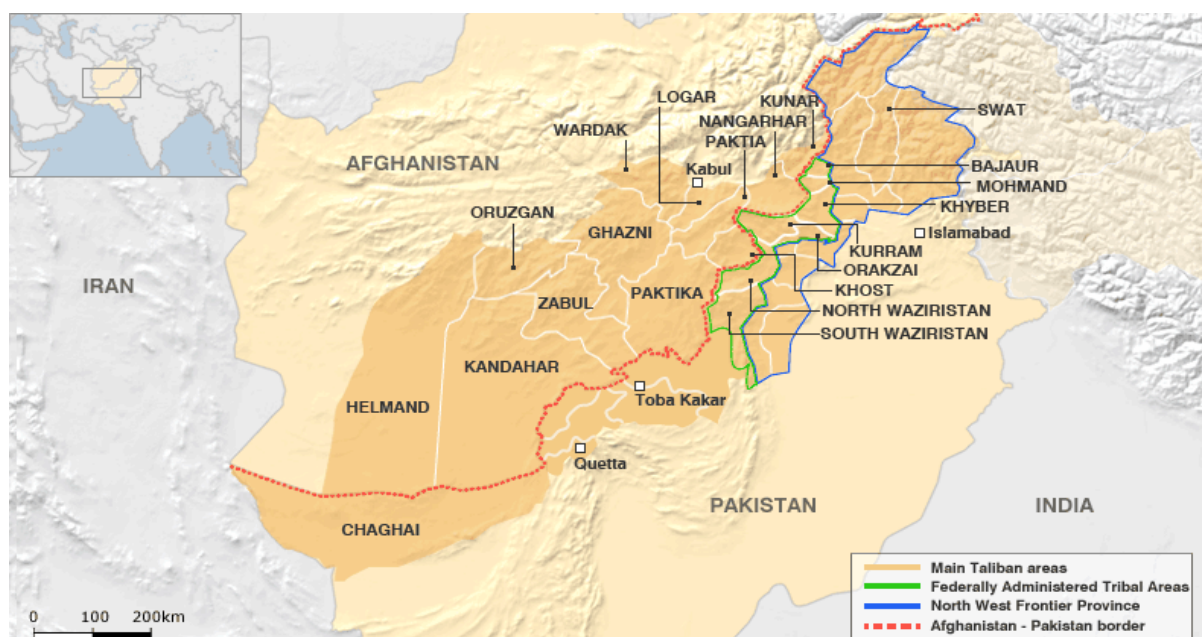 LOGAR
KUNAR
NANGARHAR
SWAT
WARDAK
PAKTIA
AFGHANISTAN
Kabul
BAJAUR
MOHMAND
ORUZGAN
KHYBER
GHAZNI
Islamabad
KURRAM
ORAKZAI
IRAN
KHOST
ZABUL
PAKTIKA
NORTH WAZIRISTAN
SOUTH WAZIRISTAN
KANDAHAR
HELMAND
Toba Kakar
Quetta
PAKISTAN
INDIA
CHAGHAI
Main Taliban areas
Federally Administered Tribal Areas
North West Frontier Province
Afghanistan - Pakistan border
0 100 200km